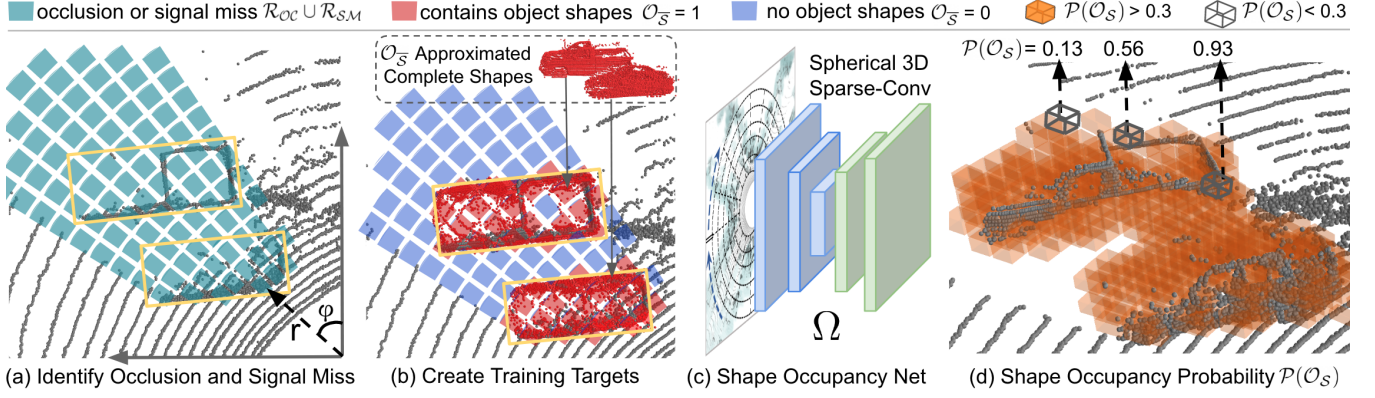 occlusion or signal miss 𝓡_𝒪𝒞 ∪ 𝓡_𝒮𝓜
contains object shapes 𝒪_S̅ = 1
no object shapes 𝒪_S̅ = 0
𝒫(𝒪_𝒮) > 0.3
𝒫(𝒪_𝒮) < 0.3
r
φ
(a) Identify Occlusion and Signal Miss
𝒪_S̅ Approximated
Complete Shapes
(b) Create Training Targets
Spherical 3D
Sparse-Conv
Ω
(c) Shape Occupancy Net
𝒫(𝒪_𝒮) = 0.13 0.56 0.93
(d) Shape Occupancy Probability 𝒫(𝒪_𝒮)